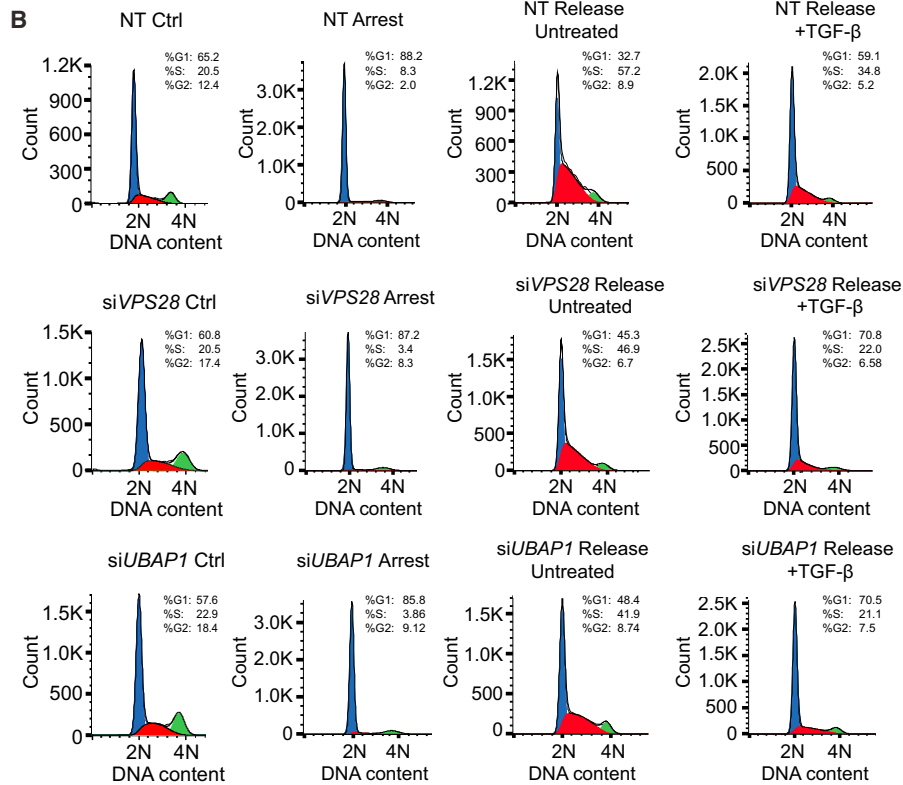 B
NT Ctrl
%G1: 65.2
%S: 20.5
%G2: 12.4
1.2K
900
600
300
0
Count
2N 4N
DNA content
NT Arrest
%G1: 88.2
%S: 8.3
%G2: 2.0
3.0K
2.0K
1.0K
0
Count
2N 4N
DNA content
NT Release
Untreated
%G1: 32.7
%S: 57.2
%G2: 8.9
1.2K
900
600
300
0
Count
2N 4N
DNA content
NT Release
+TGF-β
%G1: 59.1
%S: 34.8
%G2: 5.2
2.0K
1.5K
1.0K
500
0
Count
2N 4N
DNA content
siVPS28 Ctrl
%G1: 60.8
%S: 20.5
%G2: 17.4
1.5K
1.0K
500
0
Count
2N 4N
DNA content
siVPS28 Arrest
%G1: 87.2
%S: 3.4
%G2: 8.3
3.0K
2.0K
1.0K
0
Count
2N 4N
DNA content
siVPS28 Release
Untreated
%G1: 45.3
%S: 46.9
%G2: 6.7
1.5K
1.0K
500
0
Count
2N 4N
DNA content
siVPS28 Release
+TGF-β
%G1: 70.8
%S: 22.0
%G2: 6.58
2.5K
2.0K
1.5K
1.0K
500
0
Count
2N 4N
DNA content
siUBAP1 Ctrl
%G1: 57.6
%S: 22.9
%G2: 18.4
1.5K
1.0K
500
0
Count
2N 4N
DNA content
siUBAP1 Arrest
%G1: 85.8
%S: 3.86
%G2: 9.12
3.0K
2.0K
1.0K
0
Count
2N 4N
DNA content
siUBAP1 Release
Untreated
%G1: 48.4
%S: 41.9
%G2: 8.74
1.5K
1.0K
500
0
Count
2N 4N
DNA content
siUBAP1 Release
+TGF-β
%G1: 70.5
%S: 21.1
%G2: 7.5
2.5K
2.0K
1.5K
1.0K
500
0
Count
2N 4N
DNA content